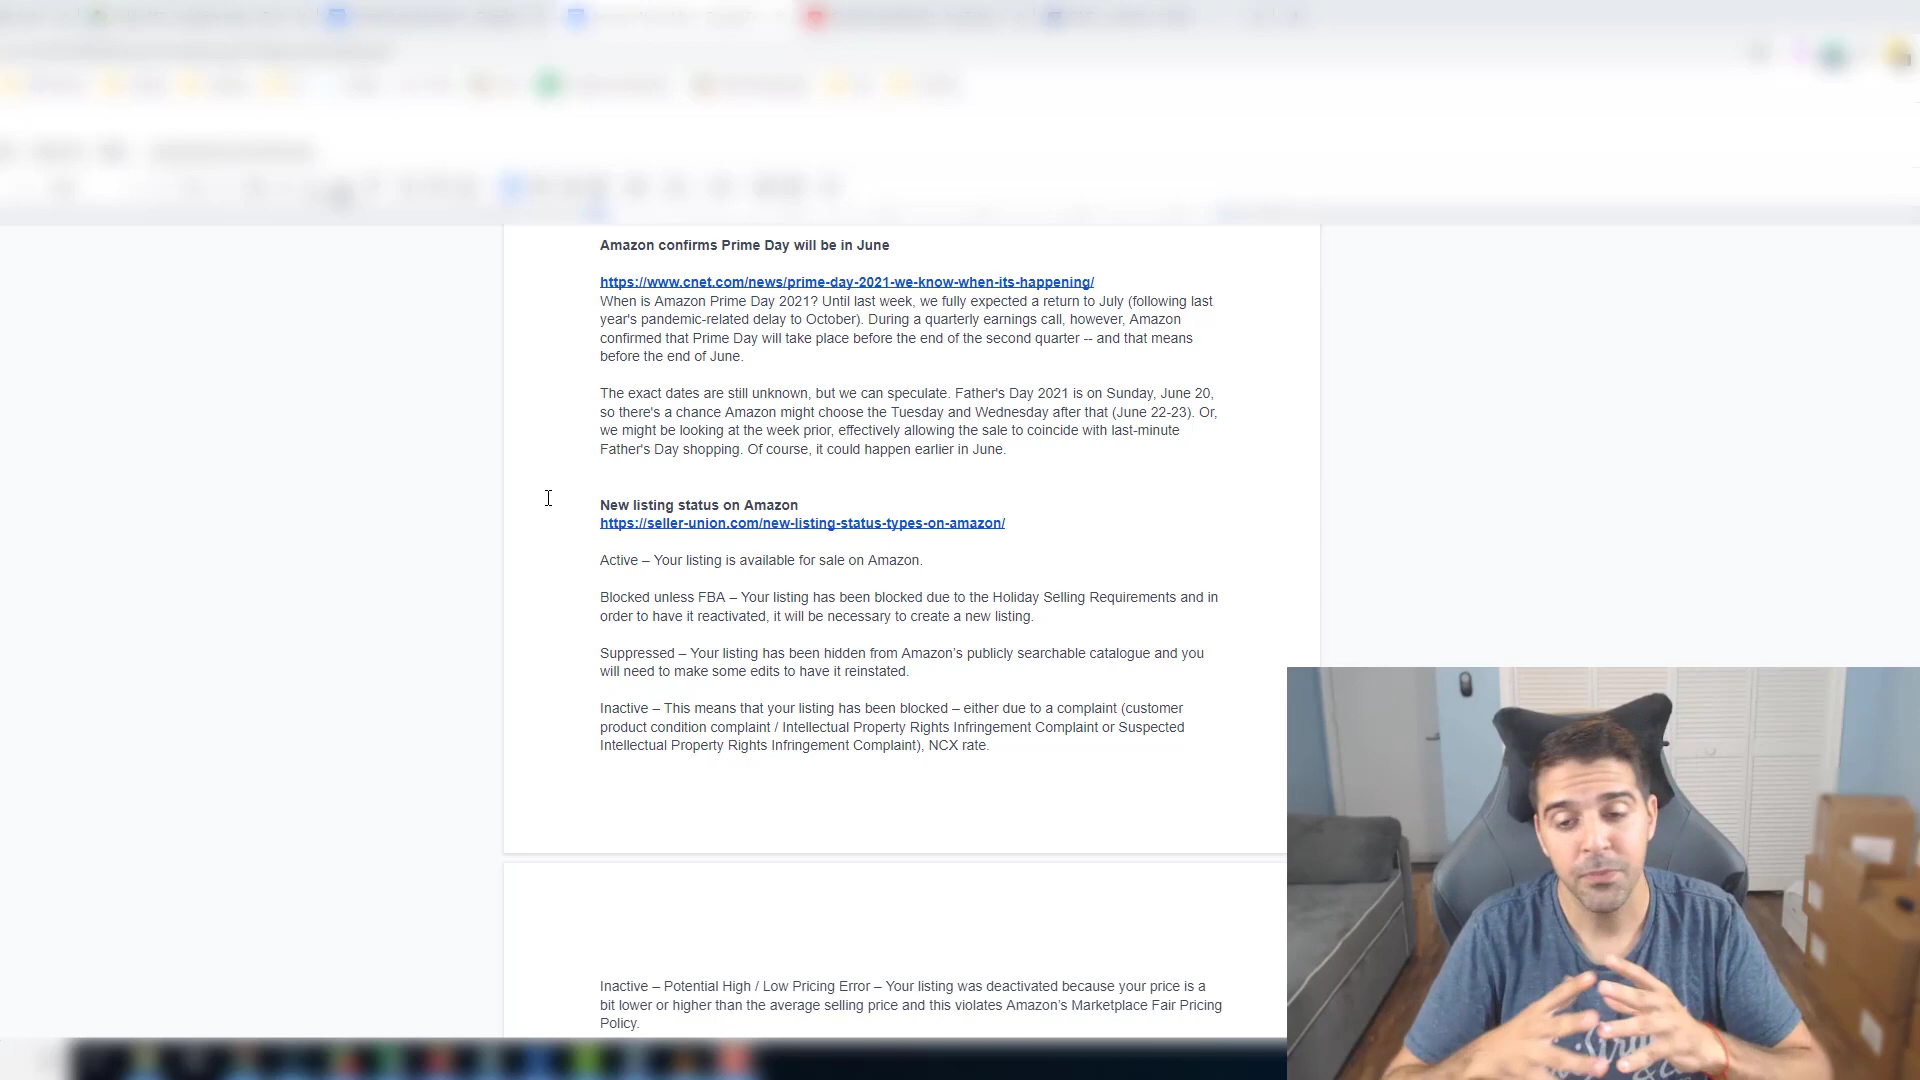 Amazon confirms Prime Day will be in June
https://www.cnet.com/news/prime-day-2021-we-know-when-its-happening/
When is Amazon Prime Day 2021? Until last week, we fully expected a return to July (following last
year's pandemic-related delay to October). During a quarterly earnings call, however, Amazon
confirmed that Prime Day will take place before the end of the second quarter -- and that means
before the end of June.
The exact dates are still unknown, but we can speculate. Father's Day 2021 is on Sunday, June 20,
so there's a chance Amazon might choose the Tuesday and Wednesday after that (June 22-23). Or,
we might be looking at the week prior, effectively allowing the sale to coincide with last-minute
Father's Day shopping. Of course, it could happen earlier in June.
New listing status on Amazon
https://seller-union.com/new-listing-status-types-on-amazon/
Active – Your listing is available for sale on Amazon.
Blocked unless FBA – Your listing has been blocked due to the Holiday Selling Requirements and in
order to have it reactivated, it will be necessary to create a new listing.
Suppressed – Your listing has been hidden from Amazon’s publicly searchable catalogue and you
will need to make some edits to have it reinstated.
Inactive – This means that your listing has been blocked – either due to a complaint (customer
product condition complaint / Intellectual Property Rights Infringement Complaint or Suspected
Intellectual Property Rights Infringement Complaint), NCX rate.
Inactive – Potential High / Low Pricing Error – Your listing was deactivated because your price is a
bit lower or higher than the average selling price and this violates Amazon’s Marketplace Fair Pricing
Policy.